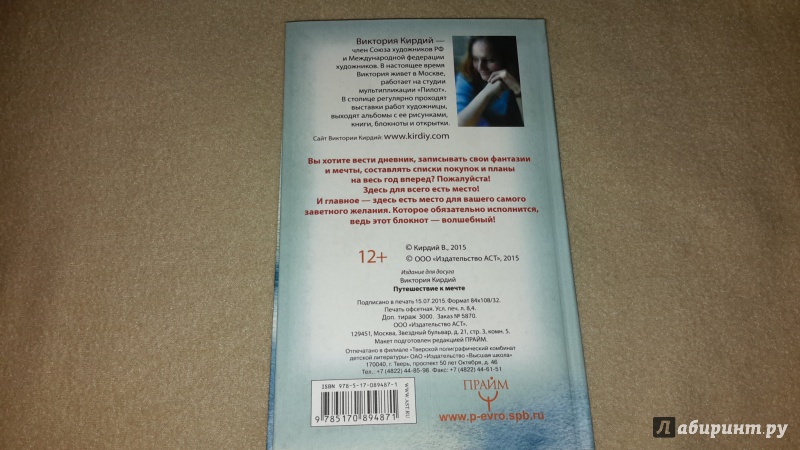 Виктория Кирдий —
член Союза художников РФ
и Международной федерации
художников. В настоящее время
Виктория живет в Москве,
работает на студии
мультипликации «Пилот».
В столице регулярно проходят
выставки работ художницы,
выходят альбомы с ее рисунками,
книги, блокноты и открытки.
Сайт Виктории Кирдий: www.kirdiy.com
Вы хотите вести дневник, записывать свои фантазии
и мечты, составлять списки покупок и планы
на весь год вперед? Пожалуйста!
Здесь для всего есть место!
И главное — здесь есть место для вашего самого
заветного желания. Которое обязательно исполнится,
ведь этот блокнот — волшебный!
12+
© Кирдий В., 2015
© ООО «Издательство АСТ», 2015
Издание для досуга
Виктория Кирдий
Путешествие к мечте
Подписано в печать 15.07.2015. Формат 84х108/32.
Печать офсетная. Усл. печ. л. 8,4.
Доп. тираж 3000. Заказ № 5870.
ООО «Издательство АСТ».
129451, Москва, Звездный бульвар, д. 21, стр. 3, комн. 5.
Макет подготовлен редакцией ПРАЙМ.
Отпечатано в филиале «Тверской полиграфический комбинат
детской литературы» ОАО «Издательство «Высшая школа»
170040, г. Тверь, проспект 50 лет Октября, д. 46
Тел.: +7 (4822) 44-85-98 Факс: +7 (4822) 44-61-51
ISBN 978-5-17-089487-1
9 785170 894871
www.ast.ru
ПРАЙМ
www.p-evro.spb.ru
Лабиринт.ру